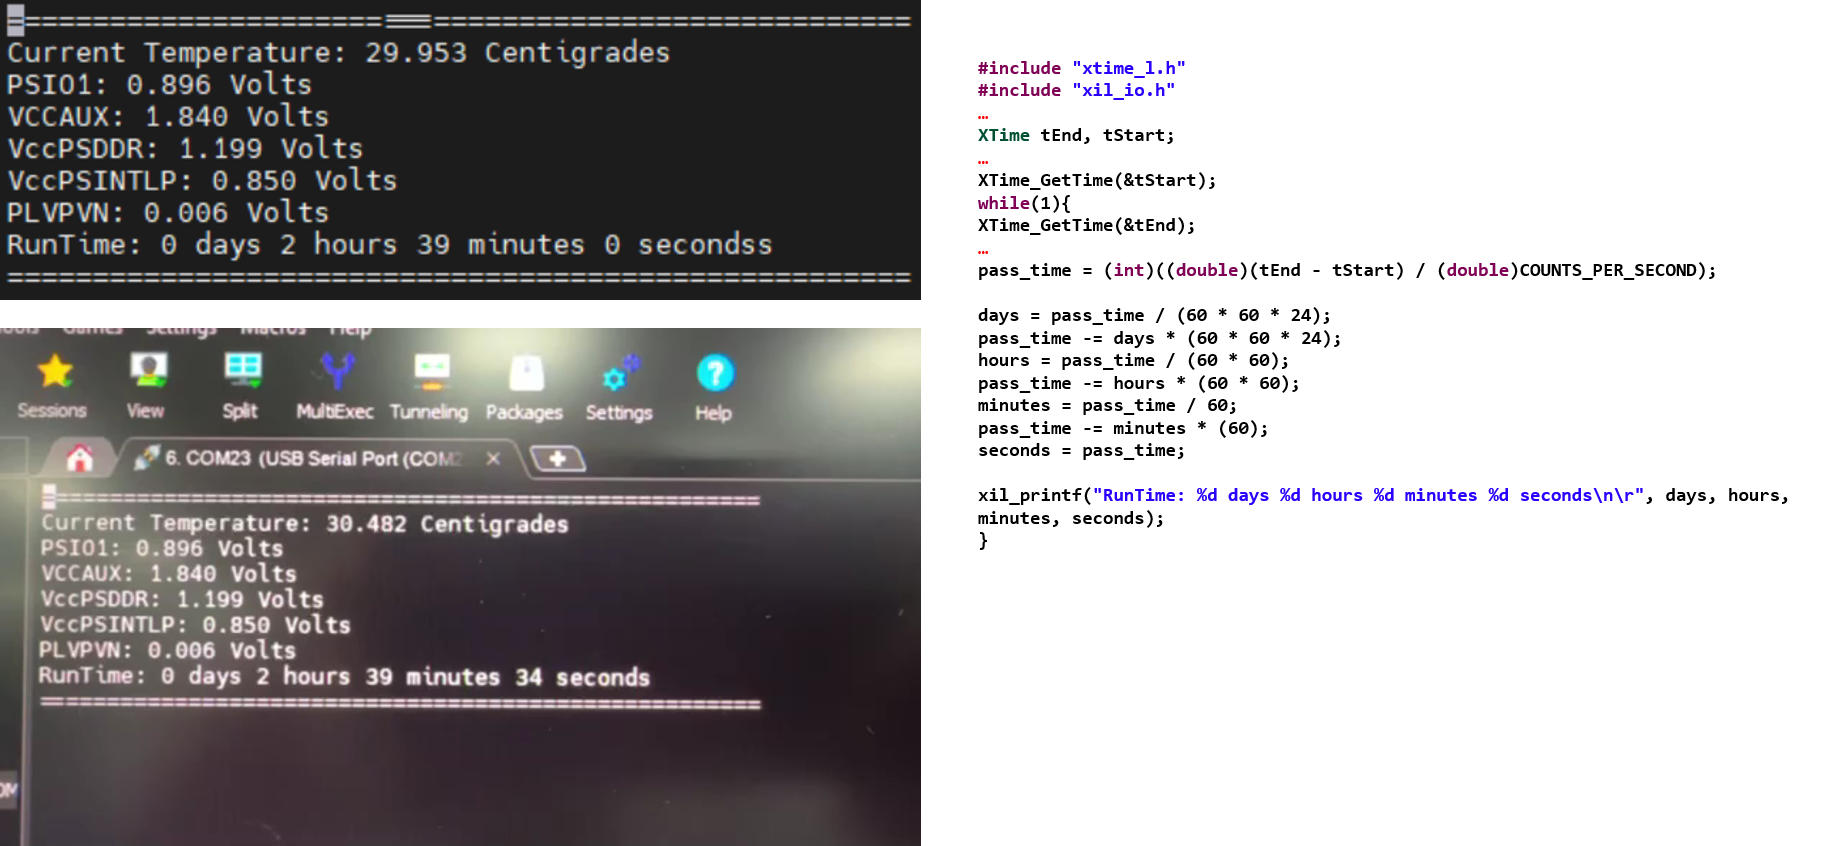 =====================================================
Current Temperature: 29.953 Centigrades
PSIO1: 0.896 Volts
VCCAUX: 1.840 Volts
VccPSDDR: 1.199 Volts
VccPSINTLP: 0.850 Volts
PLVPVN: 0.006 Volts
RunTime: 0 days 2 hours 39 minutes 0 secondss
=====================================================
Games Settings Macros Help
Sessions View Split MultiExec Tunneling Packages Settings Help
6. COM23 (USB Serial Port (COM2
=====================================================
Current Temperature: 30.482 Centigrades
PSIO1: 0.896 Volts
VCCAUX: 1.840 Volts
VccPSDDR: 1.199 Volts
VccPSINTLP: 0.850 Volts
PLVPVN: 0.006 Volts
RunTime: 0 days 2 hours 39 minutes 34 seconds
=====================================================
#include "xtime_l.h"
#include "xil_io.h"
…
XTime tEnd, tStart;
…
XTime_GetTime(&tStart);
while(1){
XTime_GetTime(&tEnd);
…
pass_time = (int)((double)(tEnd - tStart) / (double)COUNTS_PER_SECOND);
days = pass_time / (60 * 60 * 24);
pass_time -= days * (60 * 60 * 24);
hours = pass_time / (60 * 60);
pass_time -= hours * (60 * 60);
minutes = pass_time / 60;
pass_time -= minutes * (60);
seconds = pass_time;
xil_printf("RunTime: %d days %d hours %d minutes %d seconds\n\r", days, hours,
minutes, seconds);
}